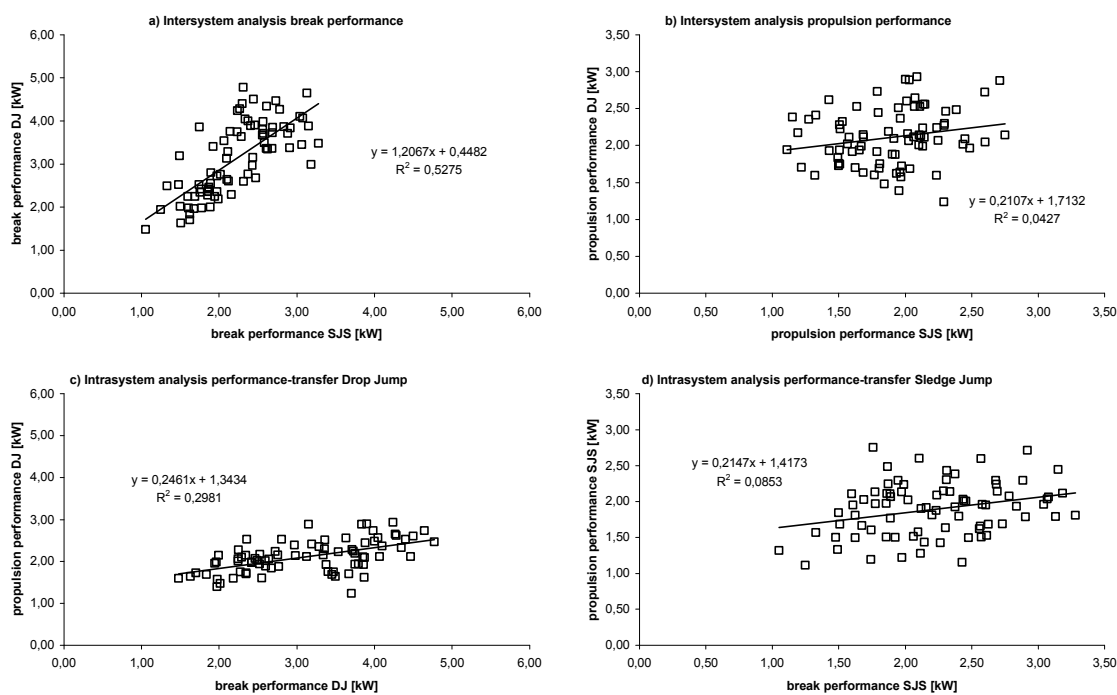 a) Intersystem analysis break performance
6,00
5,00
4,00
3,00
2,00
1,00
0,00
0,00 1,00 2,00 3,00 4,00 5,00 6,00
break performance DJ [kW]
break performance SJS [kW]
y = 1,2067x + 0,4482
R² = 0,5275
b) Intersystem analysis propulsion performance
3,50
3,00
2,50
2,00
1,50
1,00
0,50
0,00
0,00 0,50 1,00 1,50 2,00 2,50 3,00 3,50
propulsion performance DJ [kW]
propulsion performance SJS [kW]
y = 0,2107x + 1,7132
R² = 0,0427
c) Intrasystem analysis performance-transfer Drop Jump
6,00
5,00
4,00
3,00
2,00
1,00
0,00
0,00 1,00 2,00 3,00 4,00 5,00 6,00
propulsion performance DJ [kW]
break performance DJ [kW]
y = 0,2461x + 1,3434
R² = 0,2981
d) Intrasystem analysis performance-transfer Sledge Jump
3,50
3,00
2,50
2,00
1,50
1,00
0,50
0,00
0,00 0,50 1,00 1,50 2,00 2,50 3,00 3,50
propulsion performance SJS [kW]
break performance SJS [kW]
y = 0,2147x + 1,4173
R² = 0,0853